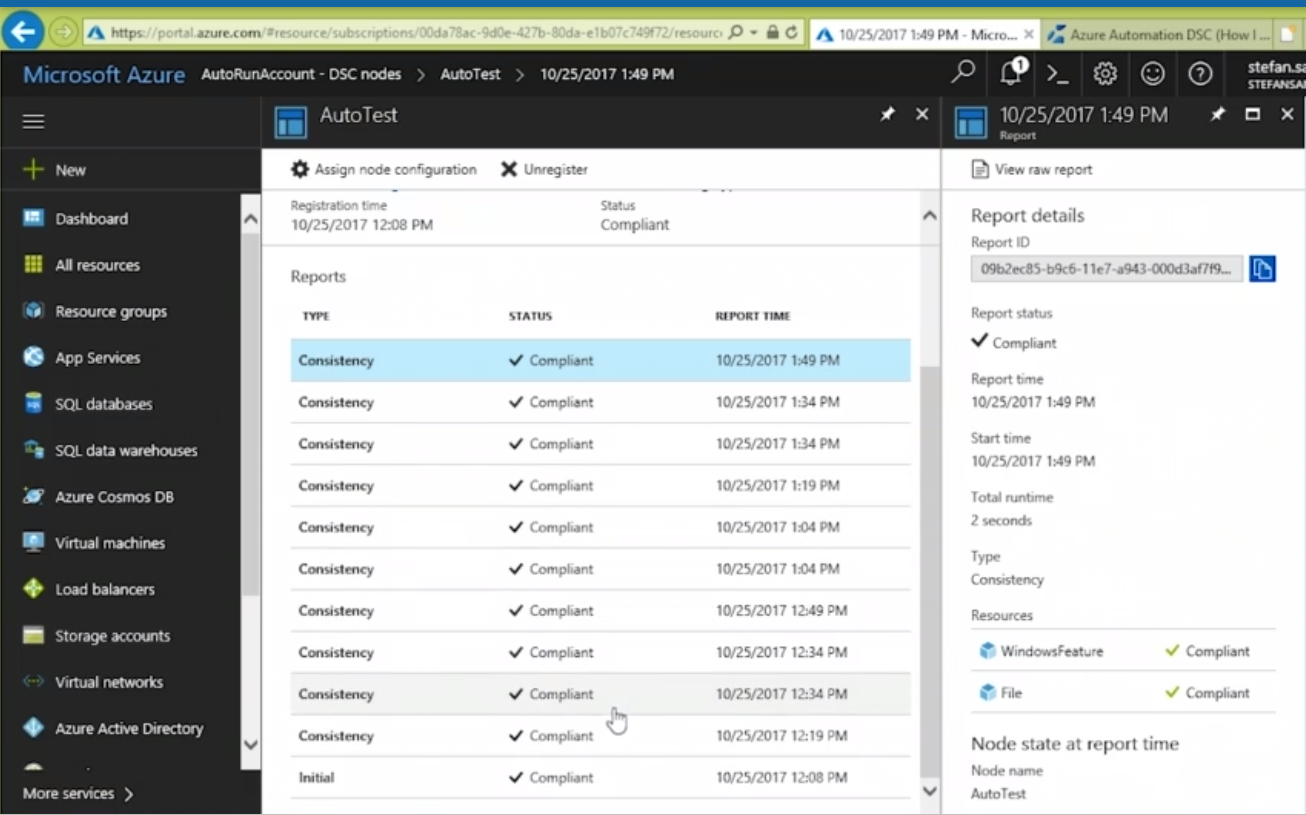 https://portal.azure.com/#resource/subscriptions/00da78ac-9d0e-427b-80da-e1b07c749f72/resourc
10/25/2017 1:49 PM - Micro...
Azure Automation DSC (How I ...
Microsoft Azure AutoRunAccount - DSC nodes > AutoTest > 10/25/2017 1:49 PM
1
stefan.sa
STEFANSAI
New
Dashboard
All resources
Resource groups
App Services
SQL databases
SQL data warehouses
Azure Cosmos DB
Virtual machines
Load balancers
Storage accounts
Virtual networks
Azure Active Directory
More services >
AutoTest
Assign node configuration Unregister
Registration time Status
10/25/2017 12:08 PM Compliant
Reports
TYPE STATUS REPORT TIME
Consistency Compliant 10/25/2017 1:49 PM
Consistency Compliant 10/25/2017 1:34 PM
Consistency Compliant 10/25/2017 1:34 PM
Consistency Compliant 10/25/2017 1:19 PM
Consistency Compliant 10/25/2017 1:04 PM
Consistency Compliant 10/25/2017 1:04 PM
Consistency Compliant 10/25/2017 12:49 PM
Consistency Compliant 10/25/2017 12:34 PM
Consistency Compliant 10/25/2017 12:34 PM
Consistency Compliant 10/25/2017 12:19 PM
Initial Compliant 10/25/2017 12:08 PM
10/25/2017 1:49 PM
Report
View raw report
Report details
Report ID
09b2ec85-b9c6-11e7-a943-000d3af7f9...
Report status
Compliant
Report time
10/25/2017 1:49 PM
Start time
10/25/2017 1:49 PM
Total runtime
2 seconds
Type
Consistency
Resources
WindowsFeature Compliant
File Compliant
Node state at report time
Node name
AutoTest